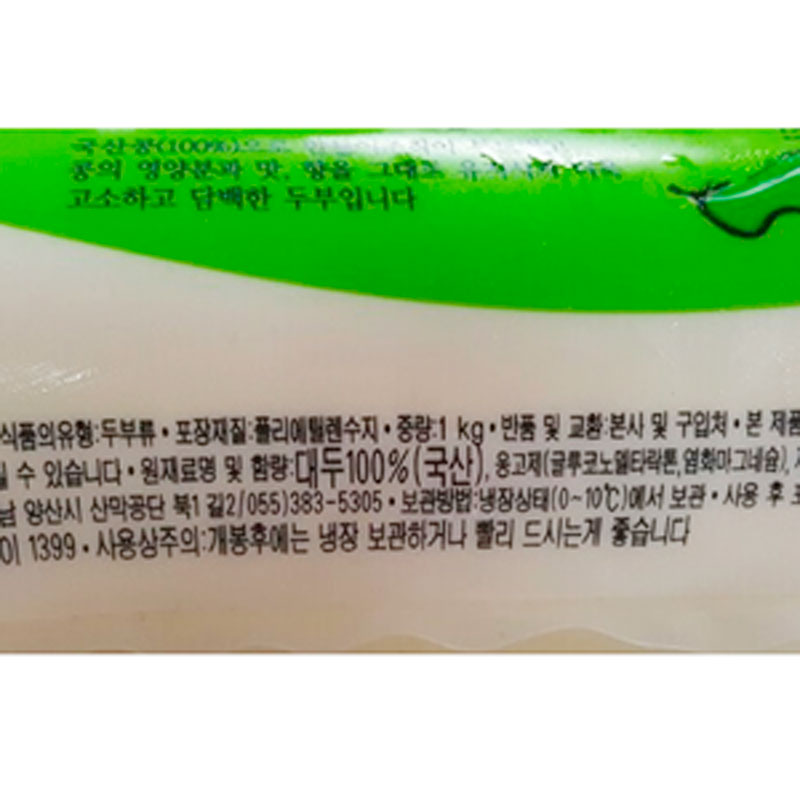 국산콩(100%)으로
콩의 영양분과 맛, 향을 그대로
고소하고 담백한 두부입니다
식품의유형:두부류 • 포장재질:폴리에틸렌수지 • 중량:1 kg • 반품 및 교환:본사 및 구입처 • 본 제품
될 수 있습니다 • 원재료명 및 함량:대두100%(국산), 응고제(글루코노델타락톤,염화마그네슘),
남 양산시 산막공단 북1 길2/055)383-5305 • 보관방법:냉장상태(0~10℃)에서 보관 • 사용 후
이 1399 • 사용상주의:개봉후에는 냉장 보관하거나 빨리 드시는게 좋습니다